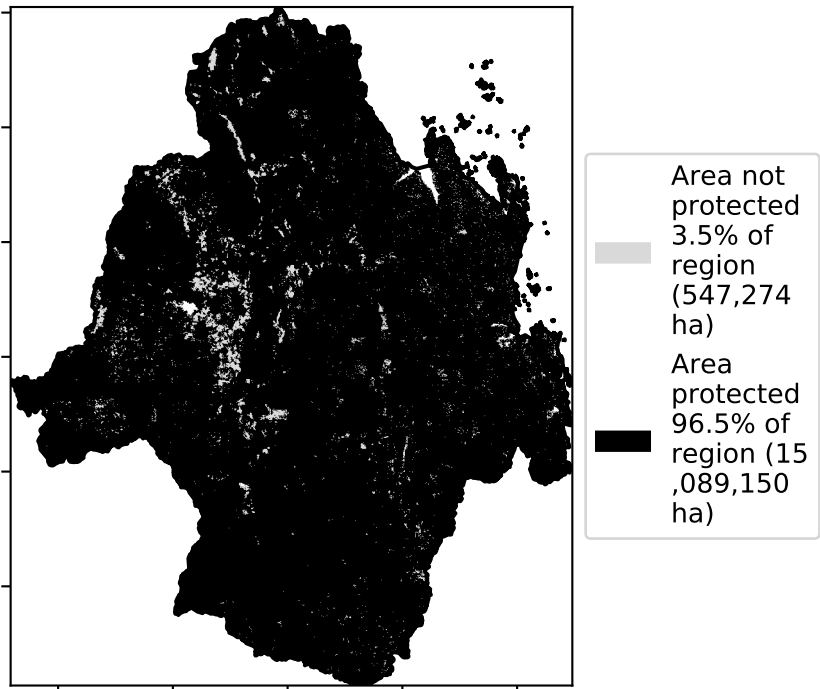 Area not
protected
3.5% of
region
(547,274
ha)
Area
protected
96.5% of
region (15
,089,150
ha)